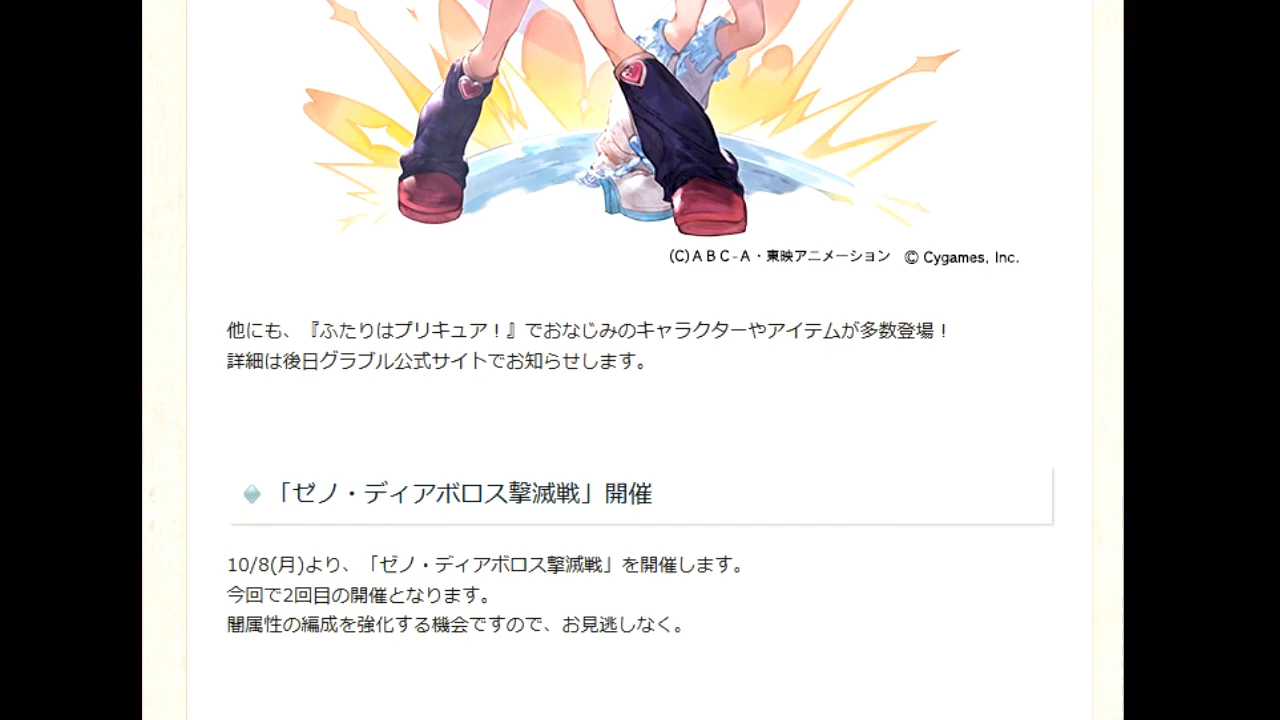 (C)ABC-A・東映アニメーション © Cygames, Inc.
他にも、『ふたりはプリキュア！』でおなじみのキャラクターやアイテムが多数登場！
詳細は後日グラブル公式サイトでお知らせします。
「ゼノ・ディアボロス撃滅戦」開催
10/8(月)より、「ゼノ・ディアボロス撃滅戦」を開催します。
今回で2回目の開催となります。
闇属性の編成を強化する機会ですので、お見逃しなく。